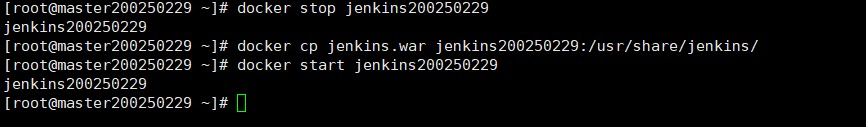 [root@master200250229 ~]# docker stop jenkins200250229
jenkins200250229
[root@master200250229 ~]# docker cp jenkins.war jenkins200250229:/usr/share/jenkins/
[root@master200250229 ~]# docker start jenkins200250229
jenkins200250229
[root@master200250229 ~]#